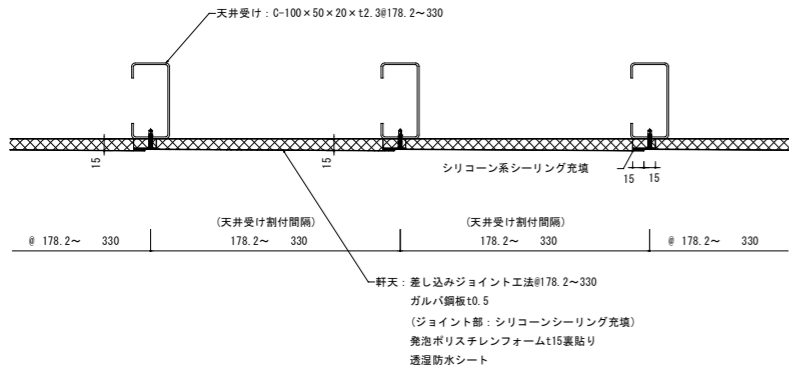 天井受け：C-100×50×20×t2.3@178.2～330
15
15
シリコーン系シーリング充填
15 15
(天井受け割付間隔)
(天井受け割付間隔)
@ 178.2～ 330
178.2～ 330
178.2～ 330
@ 178.2～ 330
軒天：差し込みジョイント工法@178.2～330
ガルバ鋼板t0.5
(ジョイント部：シリコーンシーリング充填)
発泡ポリスチレンフォームt15裏貼り
透湿防水シート